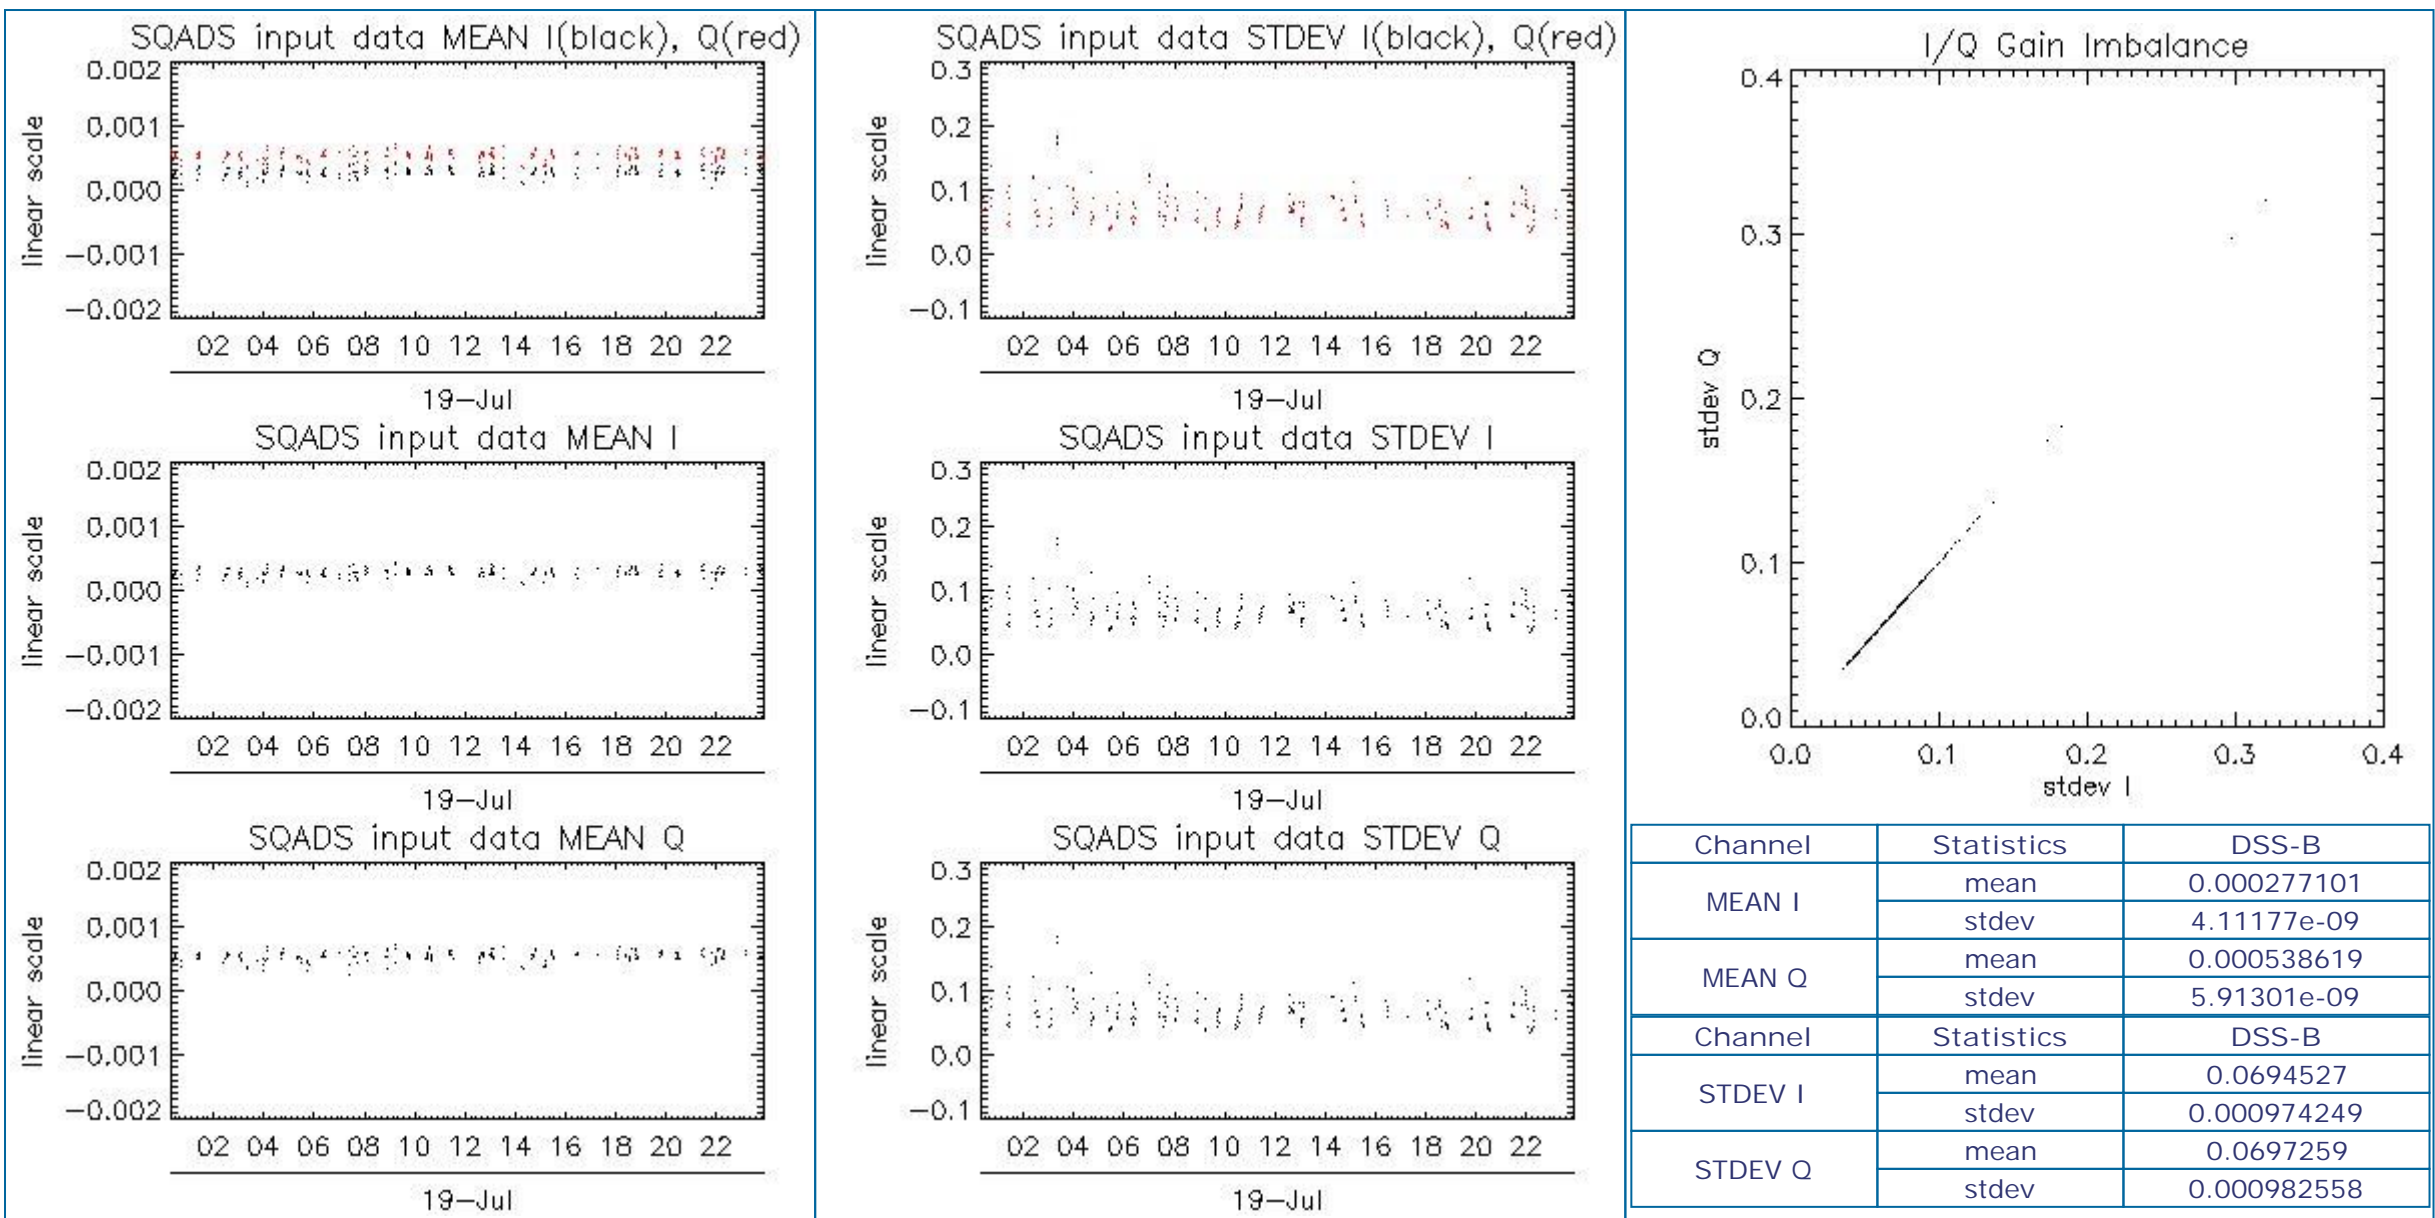 SQADS input data MEAN I(black), Q(red)
linear scale
0.002
0.001
0.000
-0.001
-0.002
02 04 06 08 10 12 14 16 18 20 22
19-Jul
SQADS input data MEAN I
linear scale
0.002
0.001
0.000
-0.001
-0.002
02 04 06 08 10 12 14 16 18 20 22
19-Jul
SQADS input data MEAN Q
linear scale
0.002
0.001
0.000
-0.001
-0.002
02 04 06 08 10 12 14 16 18 20 22
19-Jul
SQADS input data STDEV I(black), Q(red)
linear scale
0.3
0.2
0.1
0.0
-0.1
02 04 06 08 10 12 14 16 18 20 22
19-Jul
SQADS input data STDEV I
linear scale
0.3
0.2
0.1
0.0
-0.1
02 04 06 08 10 12 14 16 18 20 22
19-Jul
SQADS input data STDEV Q
linear scale
0.3
0.2
0.1
0.0
-0.1
02 04 06 08 10 12 14 16 18 20 22
19-Jul
I/Q Gain Imbalance
stdev Q
0.4
0.3
0.2
0.1
0.0
0.0 0.1 0.2 0.3 0.4
stdev I
Channel Statistics DSS-B
MEAN I mean 0.000277101
stdev 4.11177e-09
MEAN Q mean 0.000538619
stdev 5.91301e-09
Channel Statistics DSS-B
STDEV I mean 0.0694527
stdev 0.000974249
STDEV Q mean 0.0697259
stdev 0.000982558